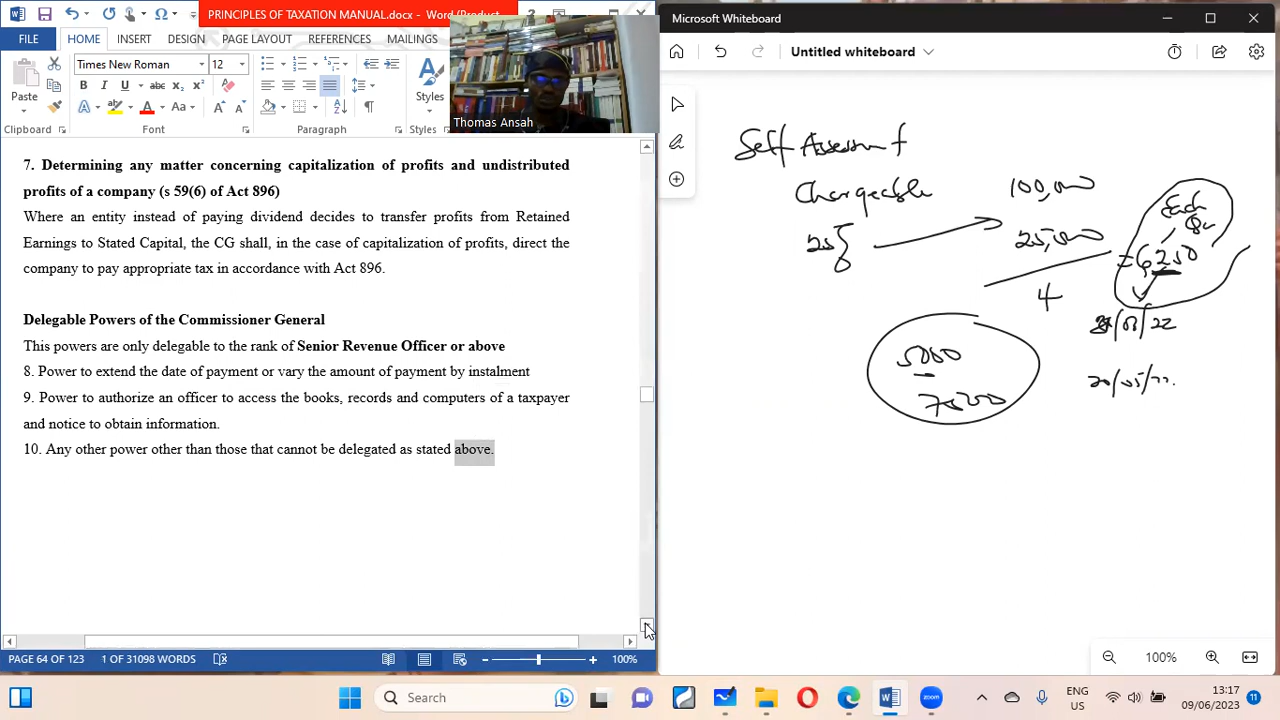 PRINCIPLES OF TAXATION MANUAL.docx - Word (Product
FILE HOME INSERT DESIGN PAGE LAYOUT REFERENCES MAILINGS
Times New Roman 12
Paste
Styles
Clipboard Font Paragraph Styles
Thomas Ansah
7. Determining any matter concerning capitalization of profits and undistributed
profits of a company (s 59(6) of Act 896)
Where an entity instead of paying dividend decides to transfer profits from Retained
Earnings to Stated Capital, the CG shall, in the case of capitalization of profits, direct the
company to pay appropriate tax in accordance with Act 896.
Delegable Powers of the Commissioner General
This powers are only delegable to the rank of Senior Revenue Officer or above
8. Power to extend the date of payment or vary the amount of payment by instalment
9. Power to authorize an officer to access the books, records and computers of a taxpayer
and notice to obtain information.
10. Any other power other than those that cannot be delegated as stated above.
PAGE 64 OF 123 1 OF 31098 WORDS 100%
Microsoft Whiteboard
Untitled whiteboard
Self Assessment
Chargeable 100,000
25% 25,000
4
= 6250
Each
Qu
/03/22
5000
100%
Search
ENG
US
13:17
09/06/2023
11